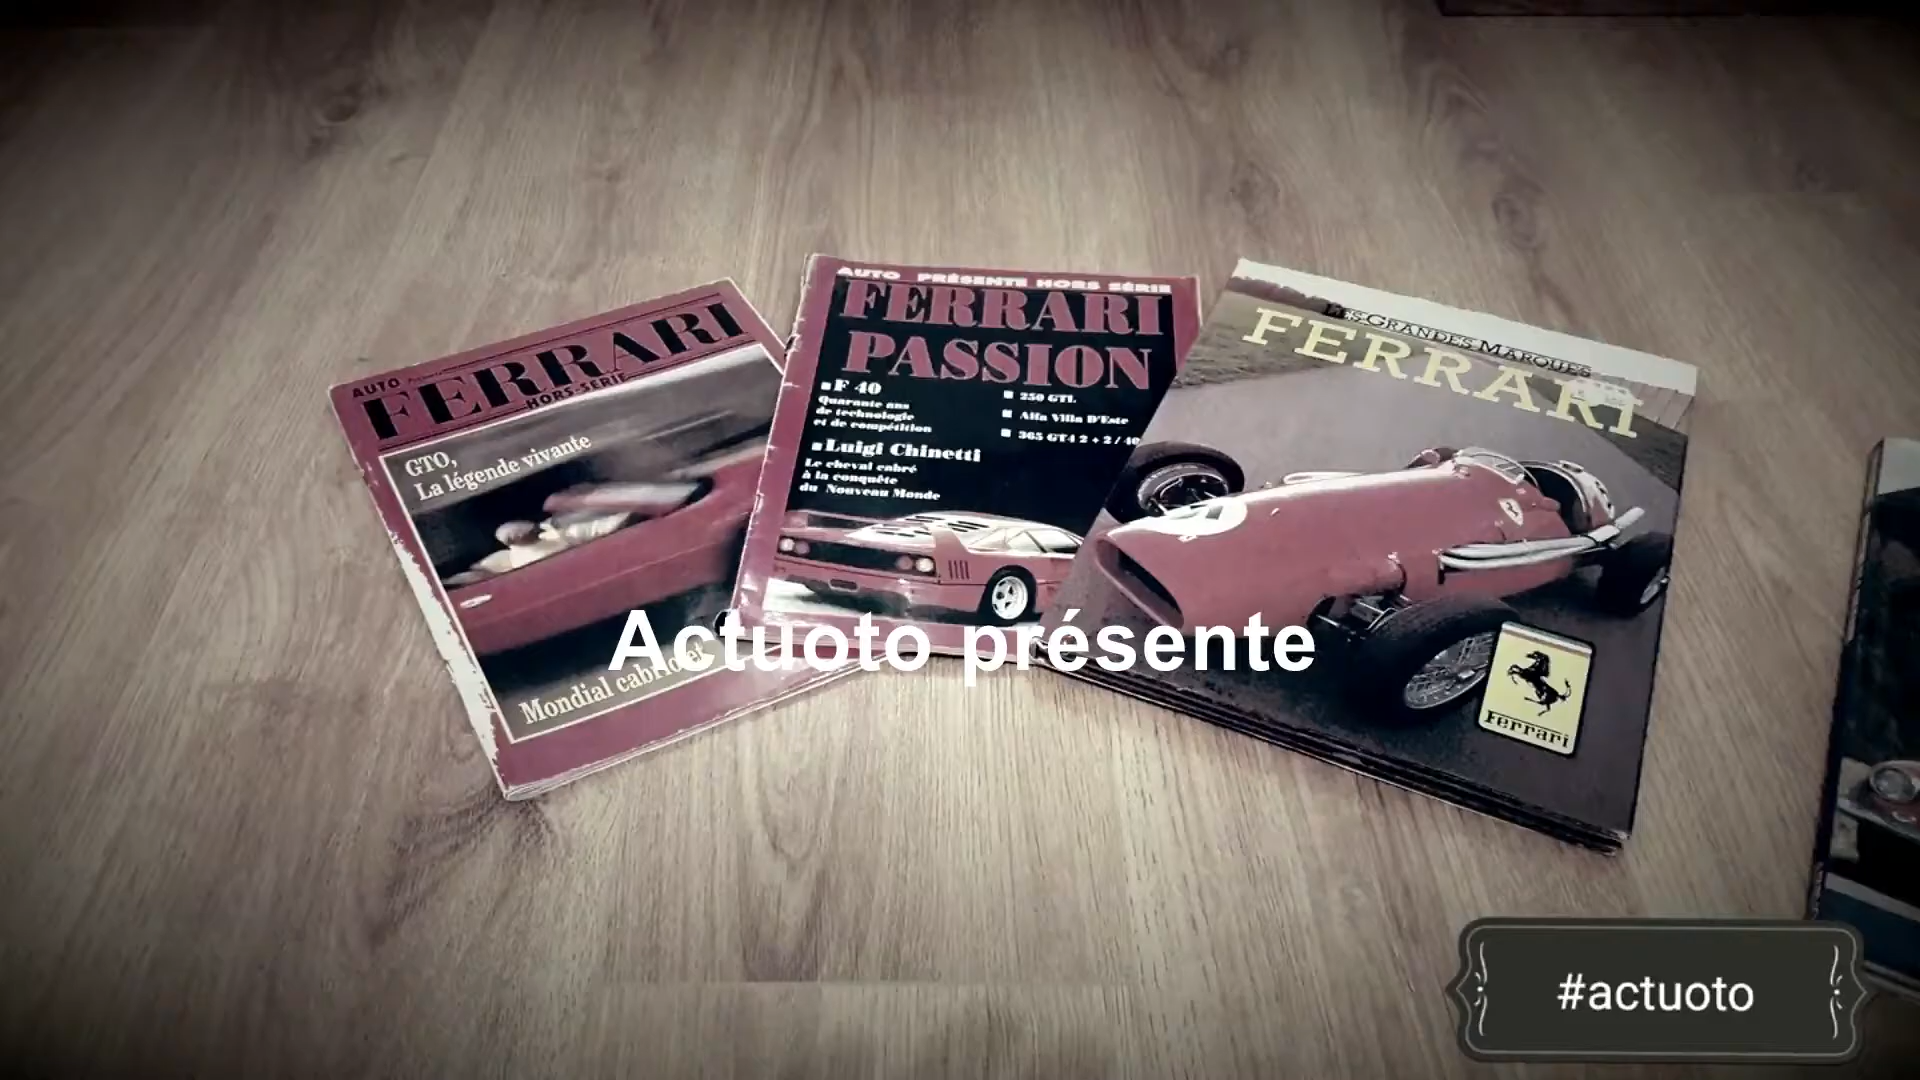 AUTO
FERRARI
HORS-SERIE
GTO,
La légende vivante
Mondial cabriolet
AUTO PRÉSENTE HORS SÉRIE
FERRARI
PASSION
F 40
Quarante ans
de technologie
et de compétition
Luigi Chinetti
Le cheval cabré
à la conquête
du Nouveau Monde
250 GTL
Alfa Villa D'Este
365 GT4 2 + 2 / 40
LES GRANDES MARQUES
FERRARI
Ferrari
Actuoto présente
#actuoto